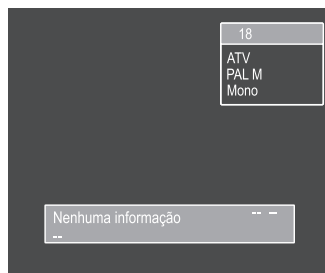 18
ATV
PAL M
Mono
Nenhuma informação -- –
--